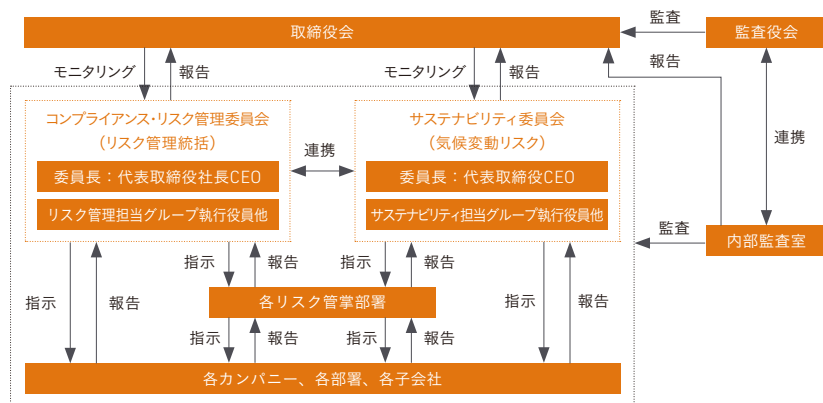 取締役会
監査
監査役会
モニタリング
報告
モニタリング
報告
報告
コンプライアンス・リスク管理委員会
（リスク管理統括）
サステナビリティ委員会
（気候変動リスク）
連携
連携
委員長：代表取締役社長CEO
委員長：代表取締役CEO
リスク管理担当グループ執行役員他
サステナビリティ担当グループ執行役員他
監査
内部監査室
指示
報告
指示
報告
指示
報告
指示
報告
各リスク管掌部署
指示
報告
指示
報告
各カンパニー、各部署、各子会社